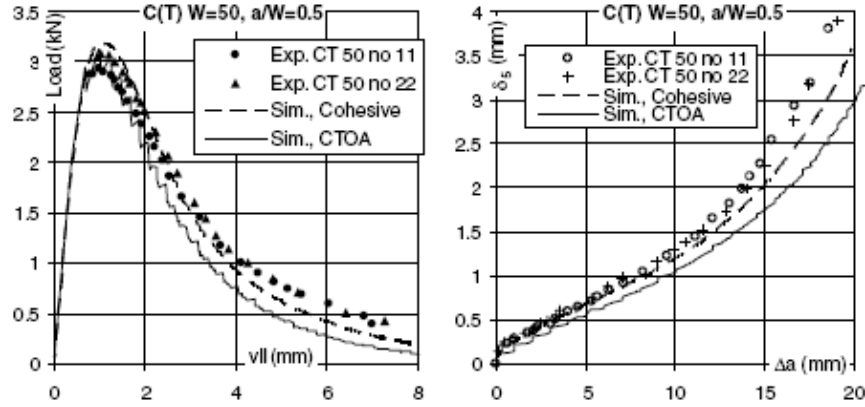 C(T) W=50, a/W=0.5
Load (kN)
3.5
3
2.5
2
1.5
1
0.5
0
0
2
4
6
8
vll (mm)
Exp. CT 50 no 11
Exp. CT 50 no 22
Sim., Cohesive
Sim., CTOA
C(T) W=50, a/W=0.5
δ5 (mm)
4
3.5
3
2.5
2
1.5
1
0.5
0
0
5
10
15
20
Δa (mm)
Exp. CT 50 no 11
Exp. CT 50 no 22
Sim., Cohesive
Sim., CTOA